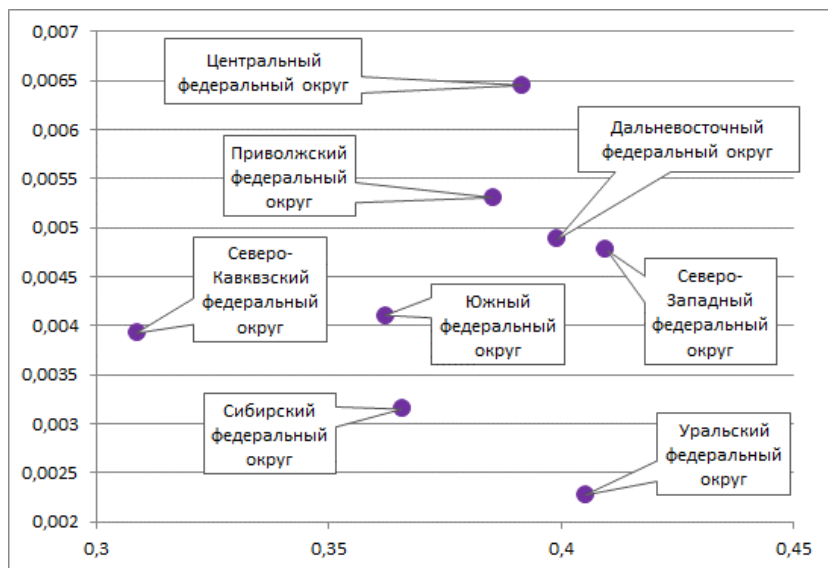 0,007
0,0065
0,006
0,0055
0,005
0,0045
0,004
0,0035
0,003
0,0025
0,002
Центральный
федеральный округ
Дальневосточный
федеральный округ
Приволжский
федеральный
округ
Северо-
Кавквзский
федеральный
округ
Южный
федеральный
округ
Северо-
Западный
федеральный
округ
Сибирский
федеральный
округ
Уральский
федеральный
округ
0,3
0,35
0,4
0,45